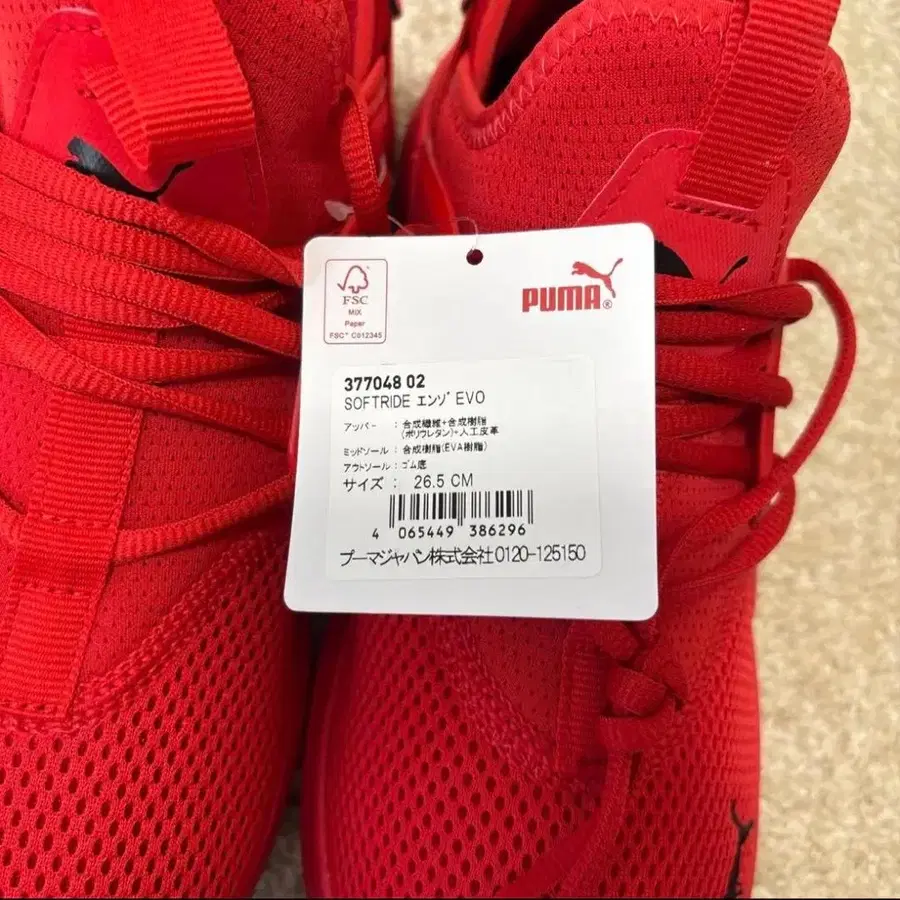 FSC
MIX
Paper
FSC® C012345
PUMA®
377048 02
SOFTRIDE エンゾ EVO
アッパー : 合成繊維+合成樹脂
(ポリウレタン)+人工皮革
ミッドソール : 合成樹脂(EVA樹脂)
アウトソール : ゴム底
サイズ : 26.5 CM
4 065449 386296
プーマジャパン株式会社0120-125150